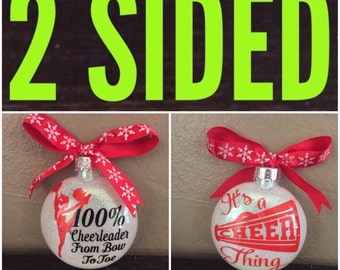 2 SIDED
100%
Cheerleader
From Bow
To Toe
It's a
CHEER
Thing